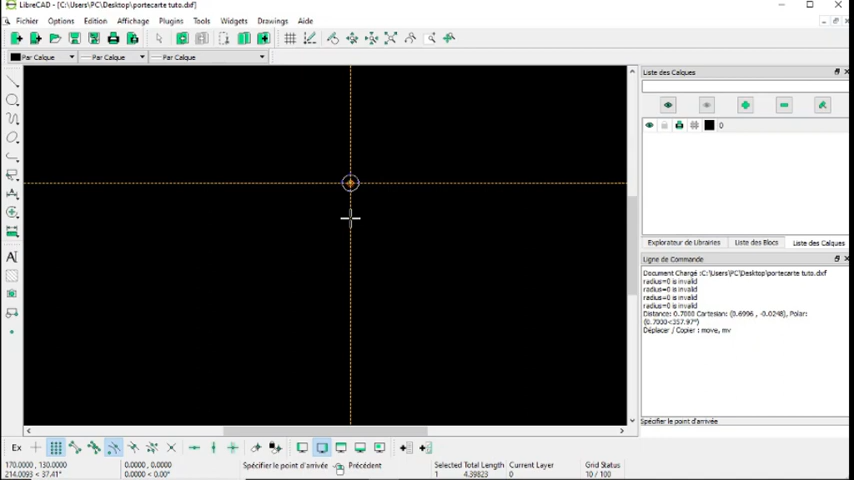 LibreCAD - [C:\Users\PC\Desktop\portecarte tuto.dxf]
Fichier Options Édition Affichage Plugins Tools Widgets Drawings Aide
Par Calque Par Calque Par Calque
Liste des Calques
0
Explorateur de Librairies Liste des Blocs Liste des Calques
Ligne de Commande
Document Chargé :C:\Users\PC\Desktop\portecarte tuto.dxf
radius=0 is invalid
radius=0 is invalid
radius=0 is invalid
radius=0 is invalid
Distance: 0.7000 Cartesian: (0.6996 , -0.0248), Polar:
(0.7000<357.97°)
Déplacer / Copier : move, mv
Spécifier le point d'arrivée
Ex
170.0000 , 130.0000 0.0000 , 0.0000 Spécifier le point d'arrivée Précédent Selected Total Length Current Layer Grid Status
214.0093 < 37.41° 0.0000 < 0.00° 1 4.39823 0 10 / 100